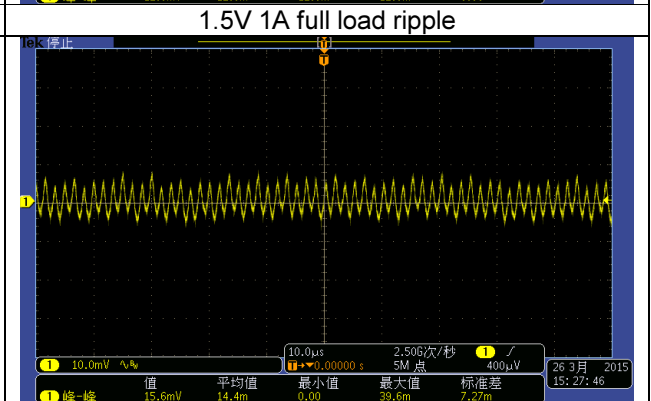 1.5V 1A full load ripple
Tek 停止
T
T
1
10.0µs 2.50G次/秒 1
1 10.0mV T→▼0.00000 s 5M 点 400µV
26 3月 2015
15:27:46
值 平均值 最小值 最大值 标准差
1 峰-峰 15.6mV 14.4m 0.00 39.6m 7.27m